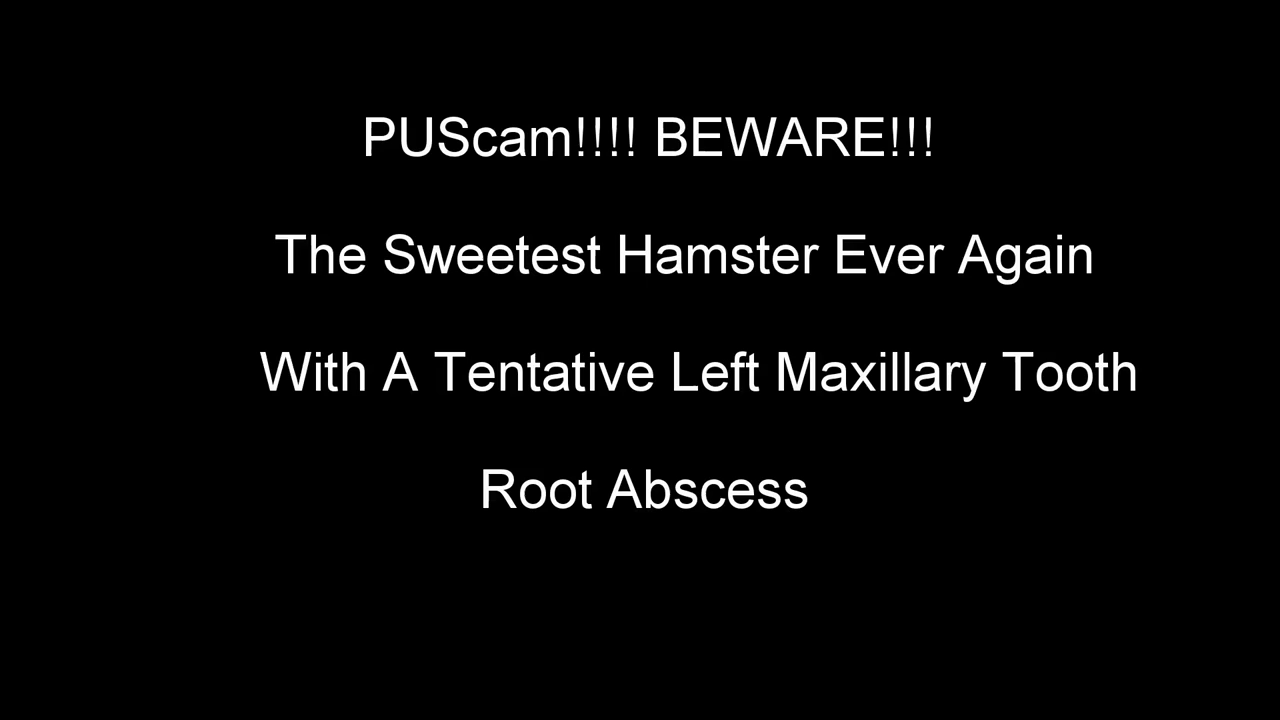 PUScam!!!! BEWARE!!!
The Sweetest Hamster Ever Again
With A Tentative Left Maxillary Tooth
Root Abscess